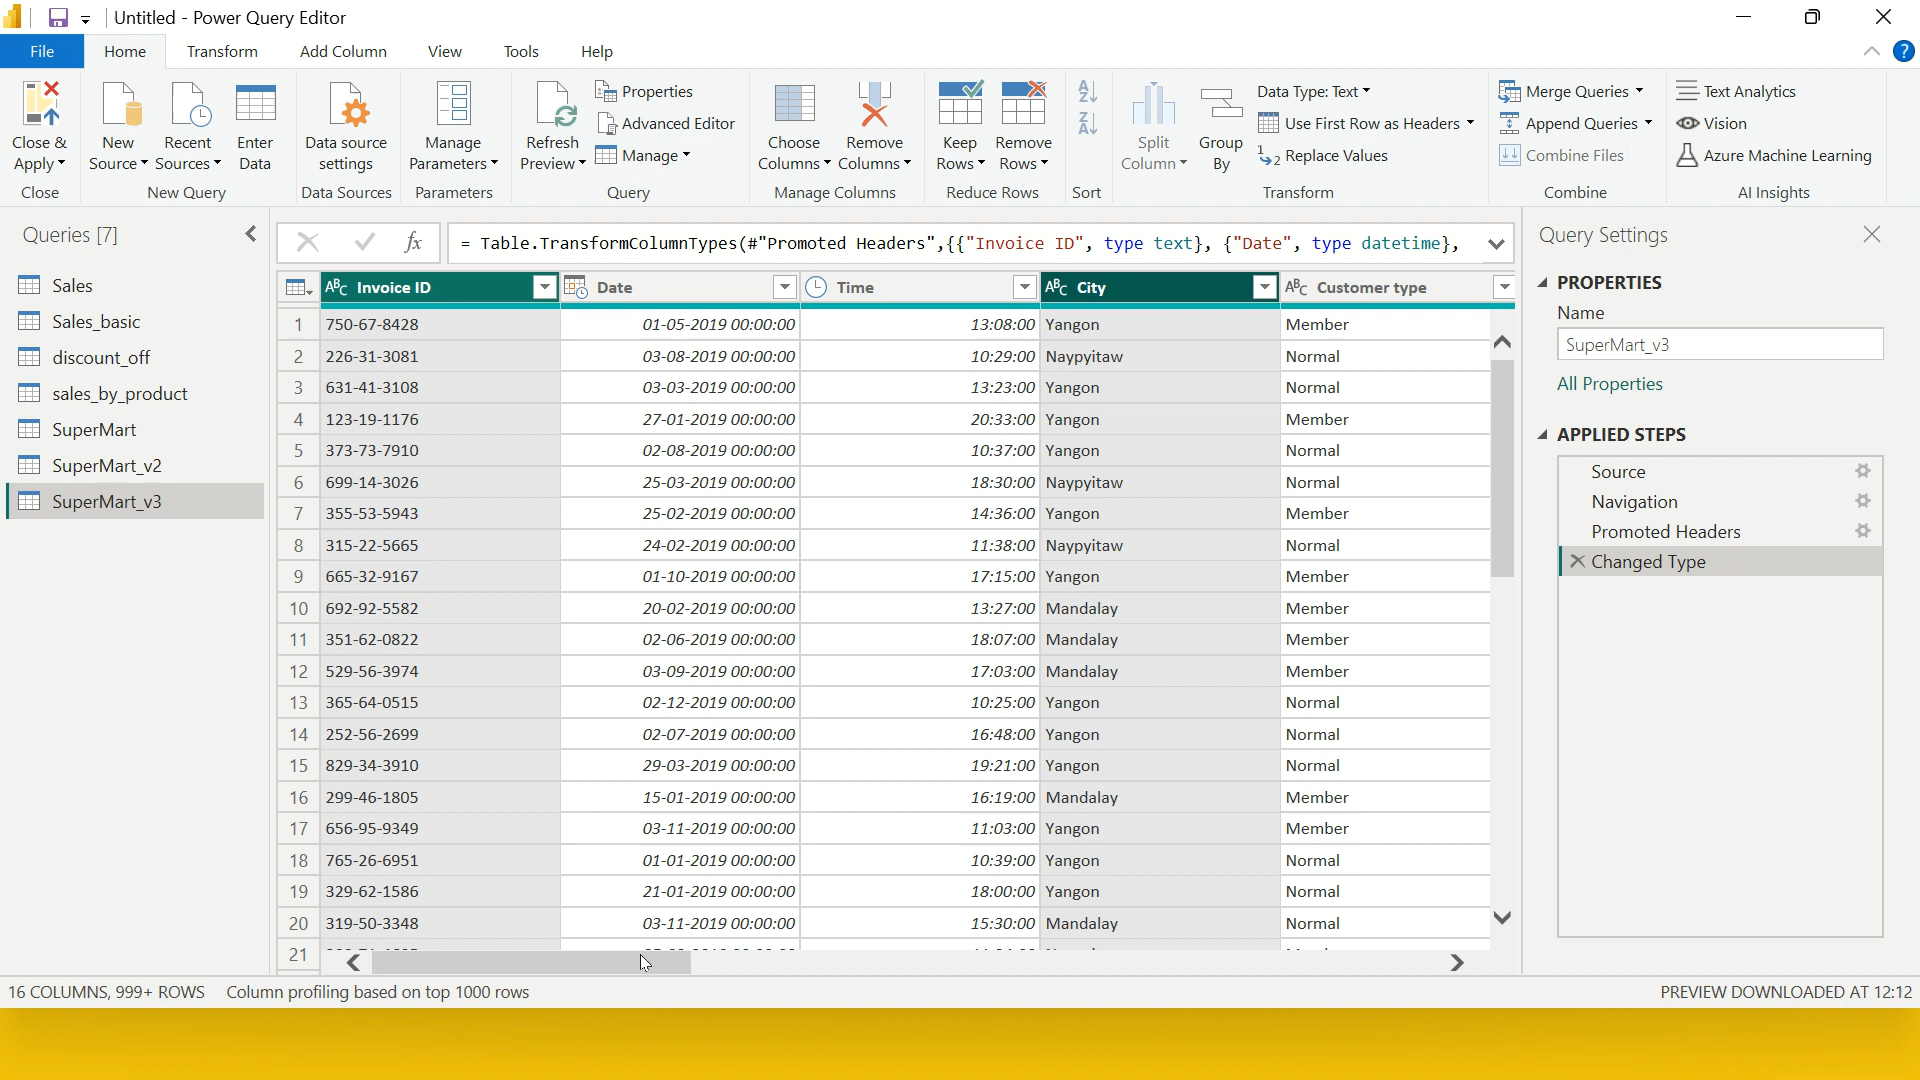 Untitled - Power Query Editor
File Home Transform Add Column View Tools Help ?
Close & Apply
New Source
Recent Sources
Enter Data
Data source settings
Manage Parameters
Refresh Preview
Properties
Advanced Editor
Manage
Choose Columns
Remove Columns
Keep Rows
Remove Rows
Split Column
Group By
Data Type: Text
Use First Row as Headers
Replace Values
Merge Queries
Append Queries
Combine Files
Text Analytics
Vision
Azure Machine Learning
Close New Query Data Sources Parameters Query Manage Columns Reduce Rows Sort Transform Combine AI Insights
Queries [7]
Sales
Sales_basic
discount_off
sales_by_product
SuperMart
SuperMart_v2
SuperMart_v3
fx = Table.TransformColumnTypes(#"Promoted Headers",{{"Invoice ID", type text}, {"Date", type datetime},
ABC Invoice ID Date Time ABC City ABC Customer type
1 750-67-8428 01-05-2019 00:00:00 13:08:00 Yangon Member
2 226-31-3081 03-08-2019 00:00:00 10:29:00 Naypyitaw Normal
3 631-41-3108 03-03-2019 00:00:00 13:23:00 Yangon Normal
4 123-19-1176 27-01-2019 00:00:00 20:33:00 Yangon Member
5 373-73-7910 02-08-2019 00:00:00 10:37:00 Yangon Normal
6 699-14-3026 25-03-2019 00:00:00 18:30:00 Naypyitaw Normal
7 355-53-5943 25-02-2019 00:00:00 14:36:00 Yangon Member
8 315-22-5665 24-02-2019 00:00:00 11:38:00 Naypyitaw Normal
9 665-32-9167 01-10-2019 00:00:00 17:15:00 Yangon Member
10 692-92-5582 20-02-2019 00:00:00 13:27:00 Mandalay Member
11 351-62-0822 02-06-2019 00:00:00 18:07:00 Mandalay Member
12 529-56-3974 03-09-2019 00:00:00 17:03:00 Mandalay Member
13 365-64-0515 02-12-2019 00:00:00 10:25:00 Yangon Normal
14 252-56-2699 02-07-2019 00:00:00 16:48:00 Yangon Normal
15 829-34-3910 29-03-2019 00:00:00 19:21:00 Yangon Normal
16 299-46-1805 15-01-2019 00:00:00 16:19:00 Mandalay Member
17 656-95-9349 03-11-2019 00:00:00 11:03:00 Yangon Member
18 765-26-6951 01-01-2019 00:00:00 10:39:00 Yangon Normal
19 329-62-1586 21-01-2019 00:00:00 18:00:00 Yangon Normal
20 319-50-3348 03-11-2019 00:00:00 15:30:00 Mandalay Normal
21
Query Settings
PROPERTIES
Name
SuperMart_v3
All Properties
APPLIED STEPS
Source
Navigation
Promoted Headers
Changed Type
16 COLUMNS, 999+ ROWS Column profiling based on top 1000 rows PREVIEW DOWNLOADED AT 12:12